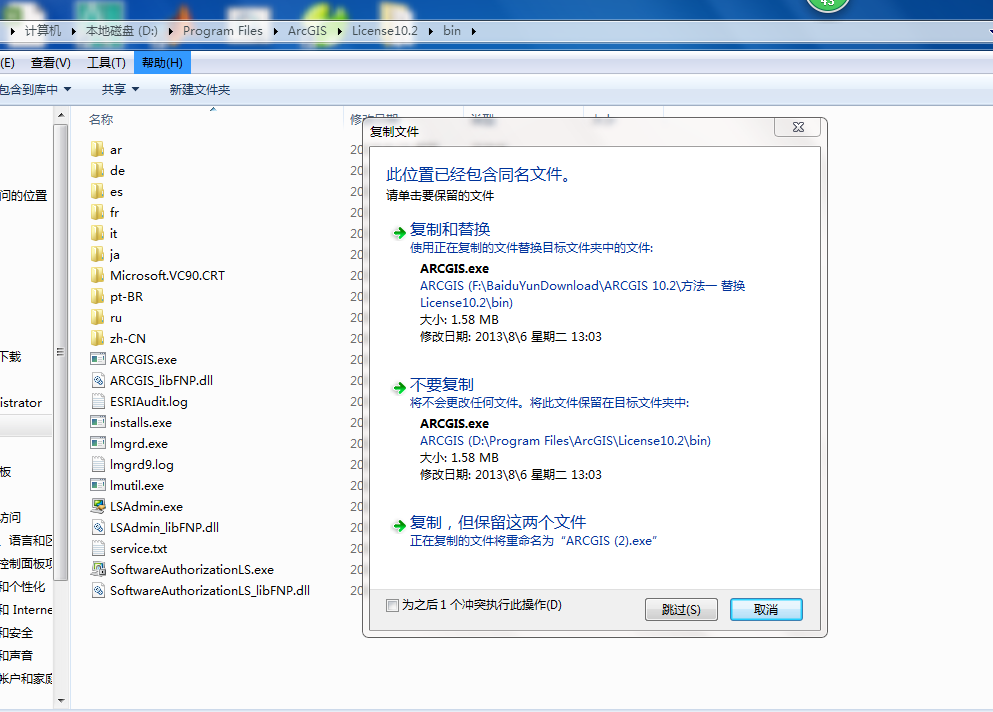 43
计算机 ▸ 本地磁盘 (D:) ▸ Program Files ▸ ArcGIS ▸ License10.2 ▸ bin ▸
(E) 查看(V) 工具(T) 帮助(H)
包含到库中 共享 新建文件夹
名称
问的位置
下载
istrator
板
访问
、语言和区
控制面板项
和个性化
和 Interne
和安全
和声音
帐户和家庭
ar
de
es
fr
it
ja
Microsoft.VC90.CRT
pt-BR
ru
zh-CN
ARCGIS.exe
ARCGIS_libFNP.dll
ESRIAudit.log
installs.exe
lmgrd.exe
lmgrd9.log
lmutil.exe
LSAdmin.exe
LSAdmin_libFNP.dll
service.txt
SoftwareAuthorizationLS.exe
SoftwareAuthorizationLS_libFNP.dll
复制文件
此位置已经包含同名文件。
请单击要保留的文件
复制和替换
使用正在复制的文件替换目标文件夹中的文件:
ARCGIS.exe
ARCGIS (F:\BaiduYunDownload\ARCGIS 10.2\方法一 替换
License10.2\bin)
大小: 1.58 MB
修改日期: 2013\8\6 星期二 13:03
不要复制
将不会更改任何文件。将此文件保留在目标文件夹中:
ARCGIS.exe
ARCGIS (D:\Program Files\ArcGIS\License10.2\bin)
大小: 1.58 MB
修改日期: 2013\8\6 星期二 13:03
复制，但保留这两个文件
正在复制的文件将重命名为“ARCGIS (2).exe”
为之后 1 个冲突执行此操作(D)
跳过(S) 取消